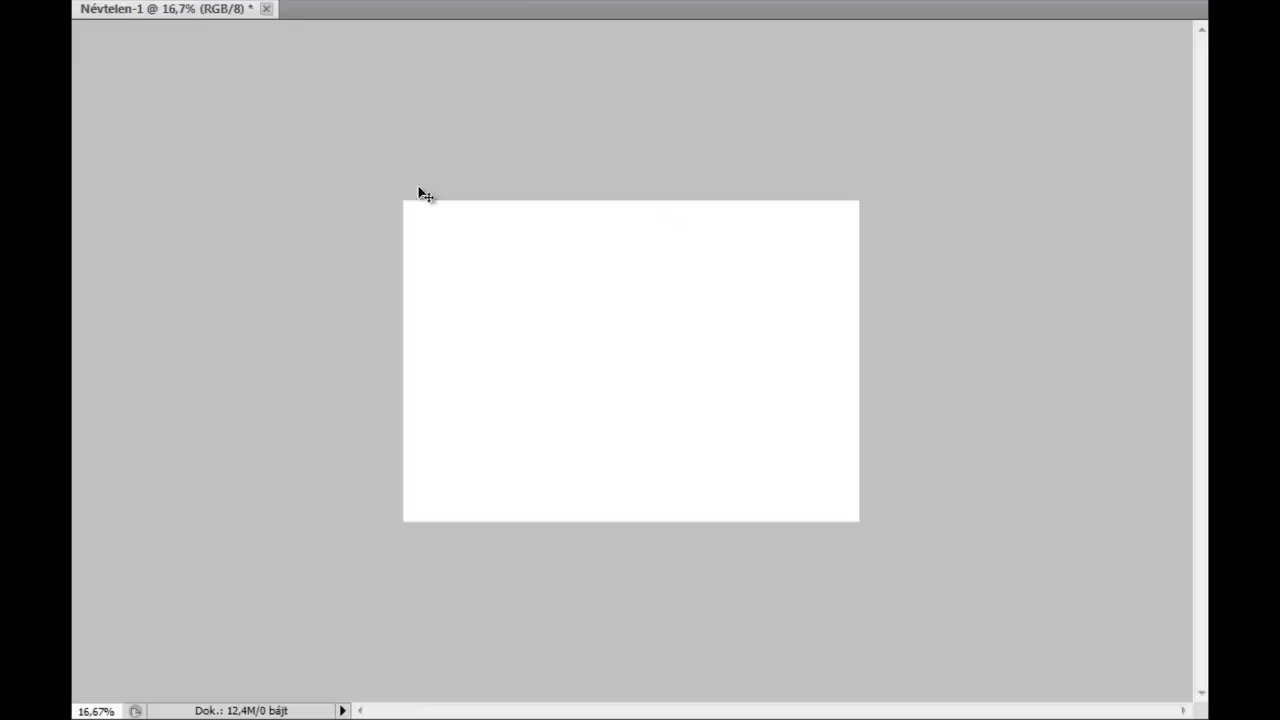 Névtelen-1 @ 16,7% (RGB/8) *
16,67%
Dok.: 12,4M/0 bájt